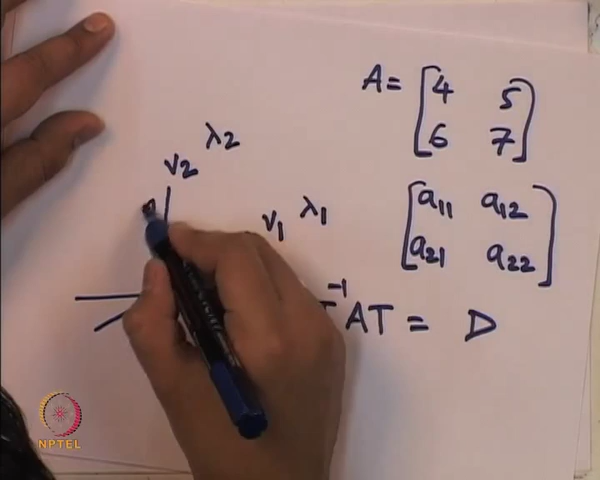 A = [4 5
6 7]
v2 λ2
v1 λ1
[a11 a12
a21 a22]
T⁻¹AT = D
NPTEL